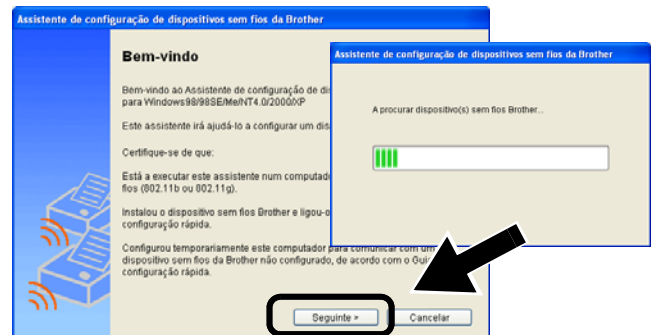 Assistente de configuração de dispositivos sem fios da Brother
Bem-vindo
Bem-vindo ao Assistente de configuração de di
para Windows98/98SE/Me/NT4.0/2000/XP
Este assistente irá ajudá-lo a configurar um dis
Certifique-se de que:
Está a executar este assistente num computad
fios (802.11b ou 802.11g).
Instalou o dispositivo sem fios Brother e ligou-o
configuração rápida.
Configurou temporariamente este computador para comunicar com um
dispositivo sem fios da Brother não configurado, de acordo com o Guia
configuração rápida.
Seguinte >
Cancelar
Assistente de configuração de dispositivos sem fios da Brother
A procurar dispositivo(s) sem fios Brother...